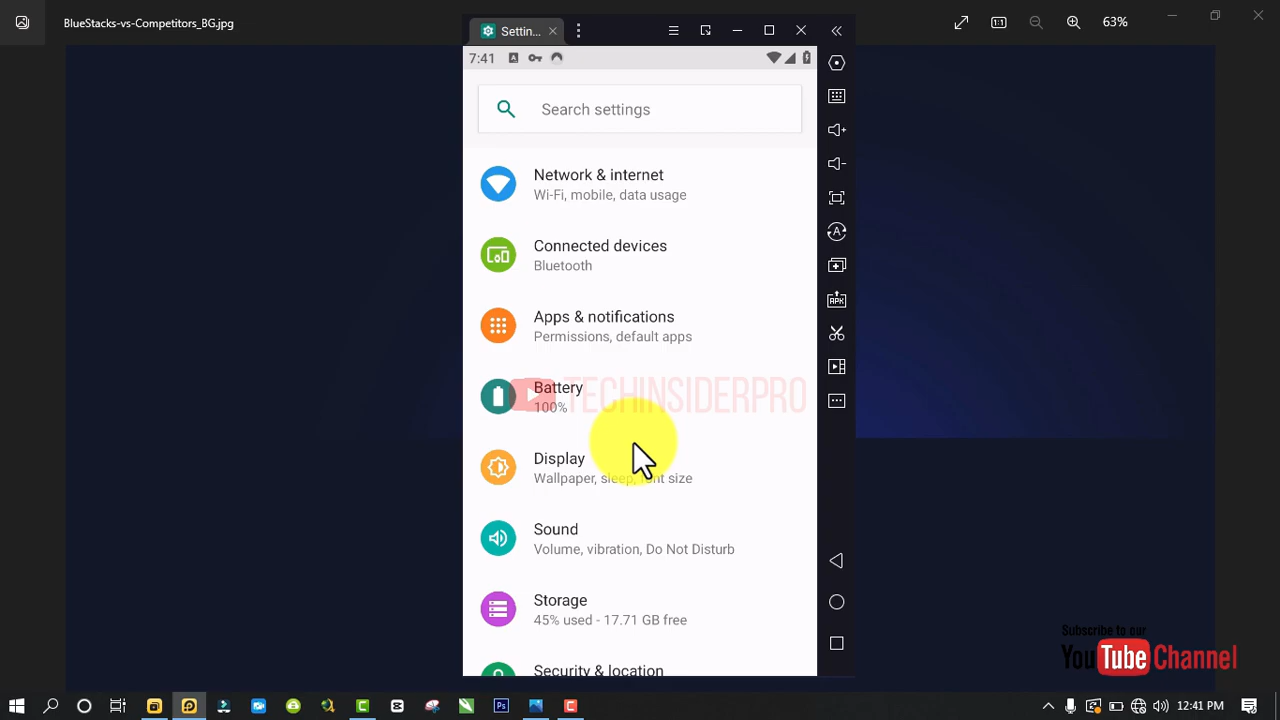 BlueStacks-vs-Competitors_BG.jpg
63%
Settin...
7:41
Search settings
Network & internet
Wi-Fi, mobile, data usage
Connected devices
Bluetooth
Apps & notifications
Permissions, default apps
Battery
100%
TECHINSIDERPRO
Display
Wallpaper, sleep, font size
Sound
Volume, vibration, Do Not Disturb
Storage
45% used - 17.71 GB free
Security & location
APK
Subscribe to our
YouTube Channel
Ps
12:41 PM